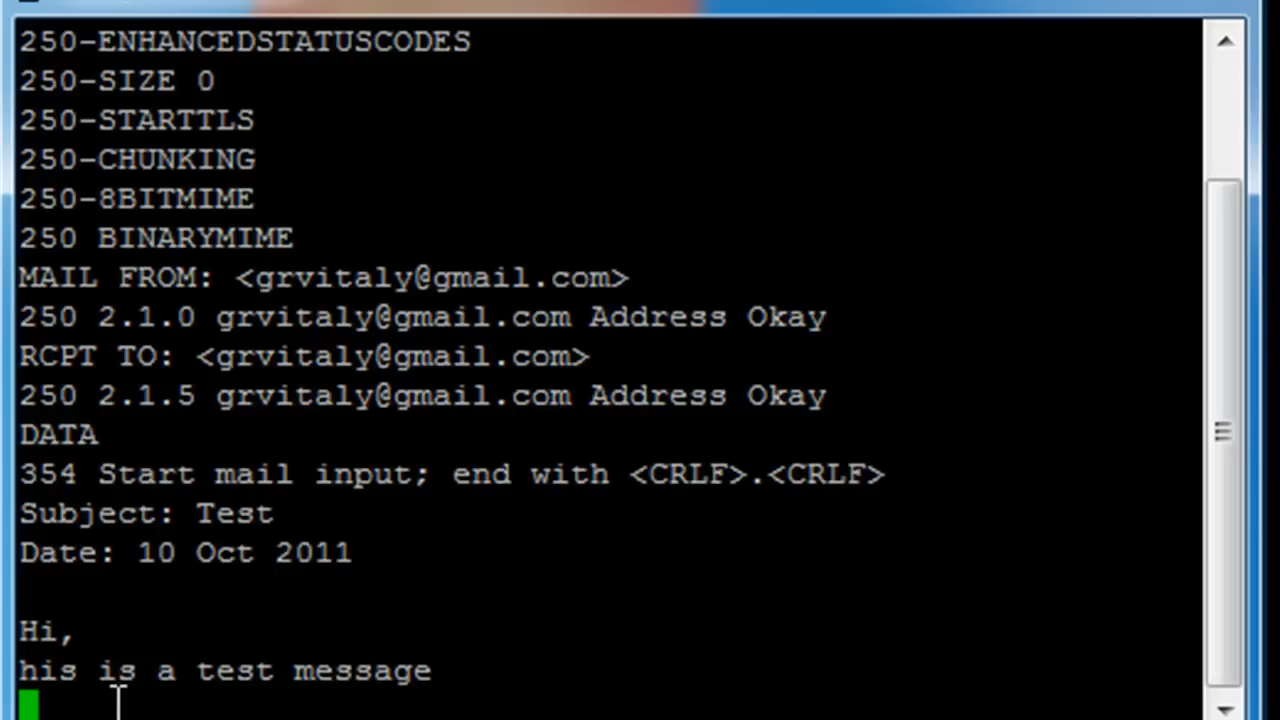 250-ENHANCEDSTATUSCODES
250-SIZE 0
250-STARTTLS
250-CHUNKING
250-8BITMIME
250 BINARYMIME
MAIL FROM: <grvitaly@gmail.com>
250 2.1.0 grvitaly@gmail.com Address Okay
RCPT TO: <grvitaly@gmail.com>
250 2.1.5 grvitaly@gmail.com Address Okay
DATA
354 Start mail input; end with <CRLF>.<CRLF>
Subject: Test
Date: 10 Oct 2011
Hi,
his is a test message